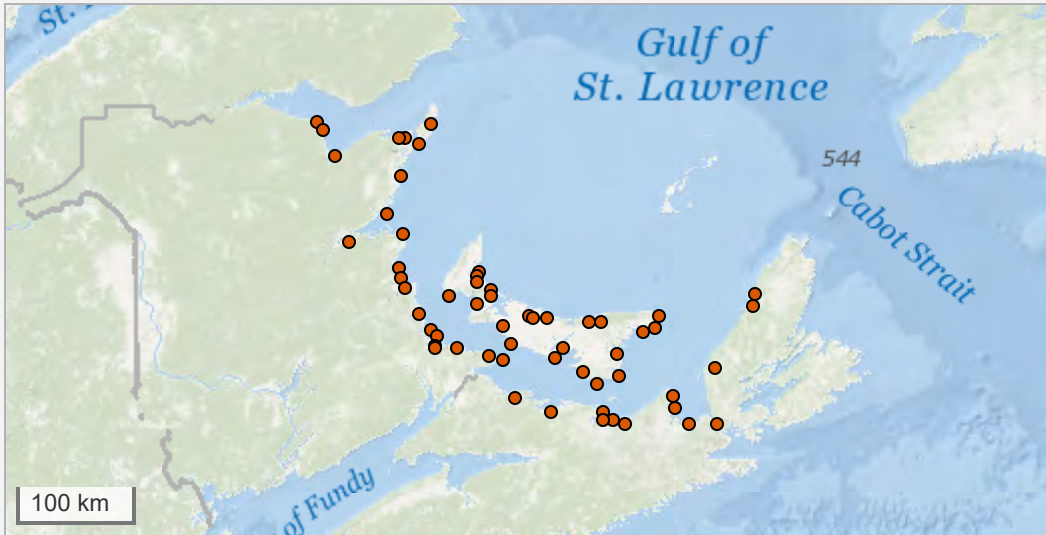 St.
Gulf of
St. Lawrence
544
Cabot Strait
of Fundy
100 km